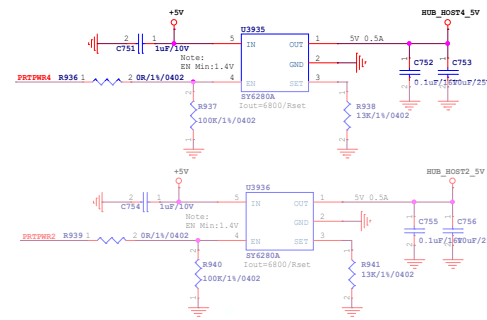 +5V
HUB_HOST4_5V
U3935
2 1
C751
1uF/10V
5 IN OUT 1
5V 0.5A
Note:
EN Min:1.4V
GND 2
C752
C753
0.1uF/16V
PRTPWR4 R936 1 2 0R/1%/0402
4 EN SET 3
SY6280A
Iout=6800/Rset
R937
100K/1%/0402
R938
13K/1%/0402
+5V
HUB_HOST2_5V
U3936
2 1
C754
1uF/10V
5 IN OUT 1
5V 0.5A
Note:
EN Min:1.4V
GND 2
C755
C756
0.1uF/16V
PRTPWR2 R939 1 2 0R/1%/0402
4 EN SET 3
SY6280A
Iout=6800/Rset
R940
100K/1%/0402
R941
13K/1%/0402